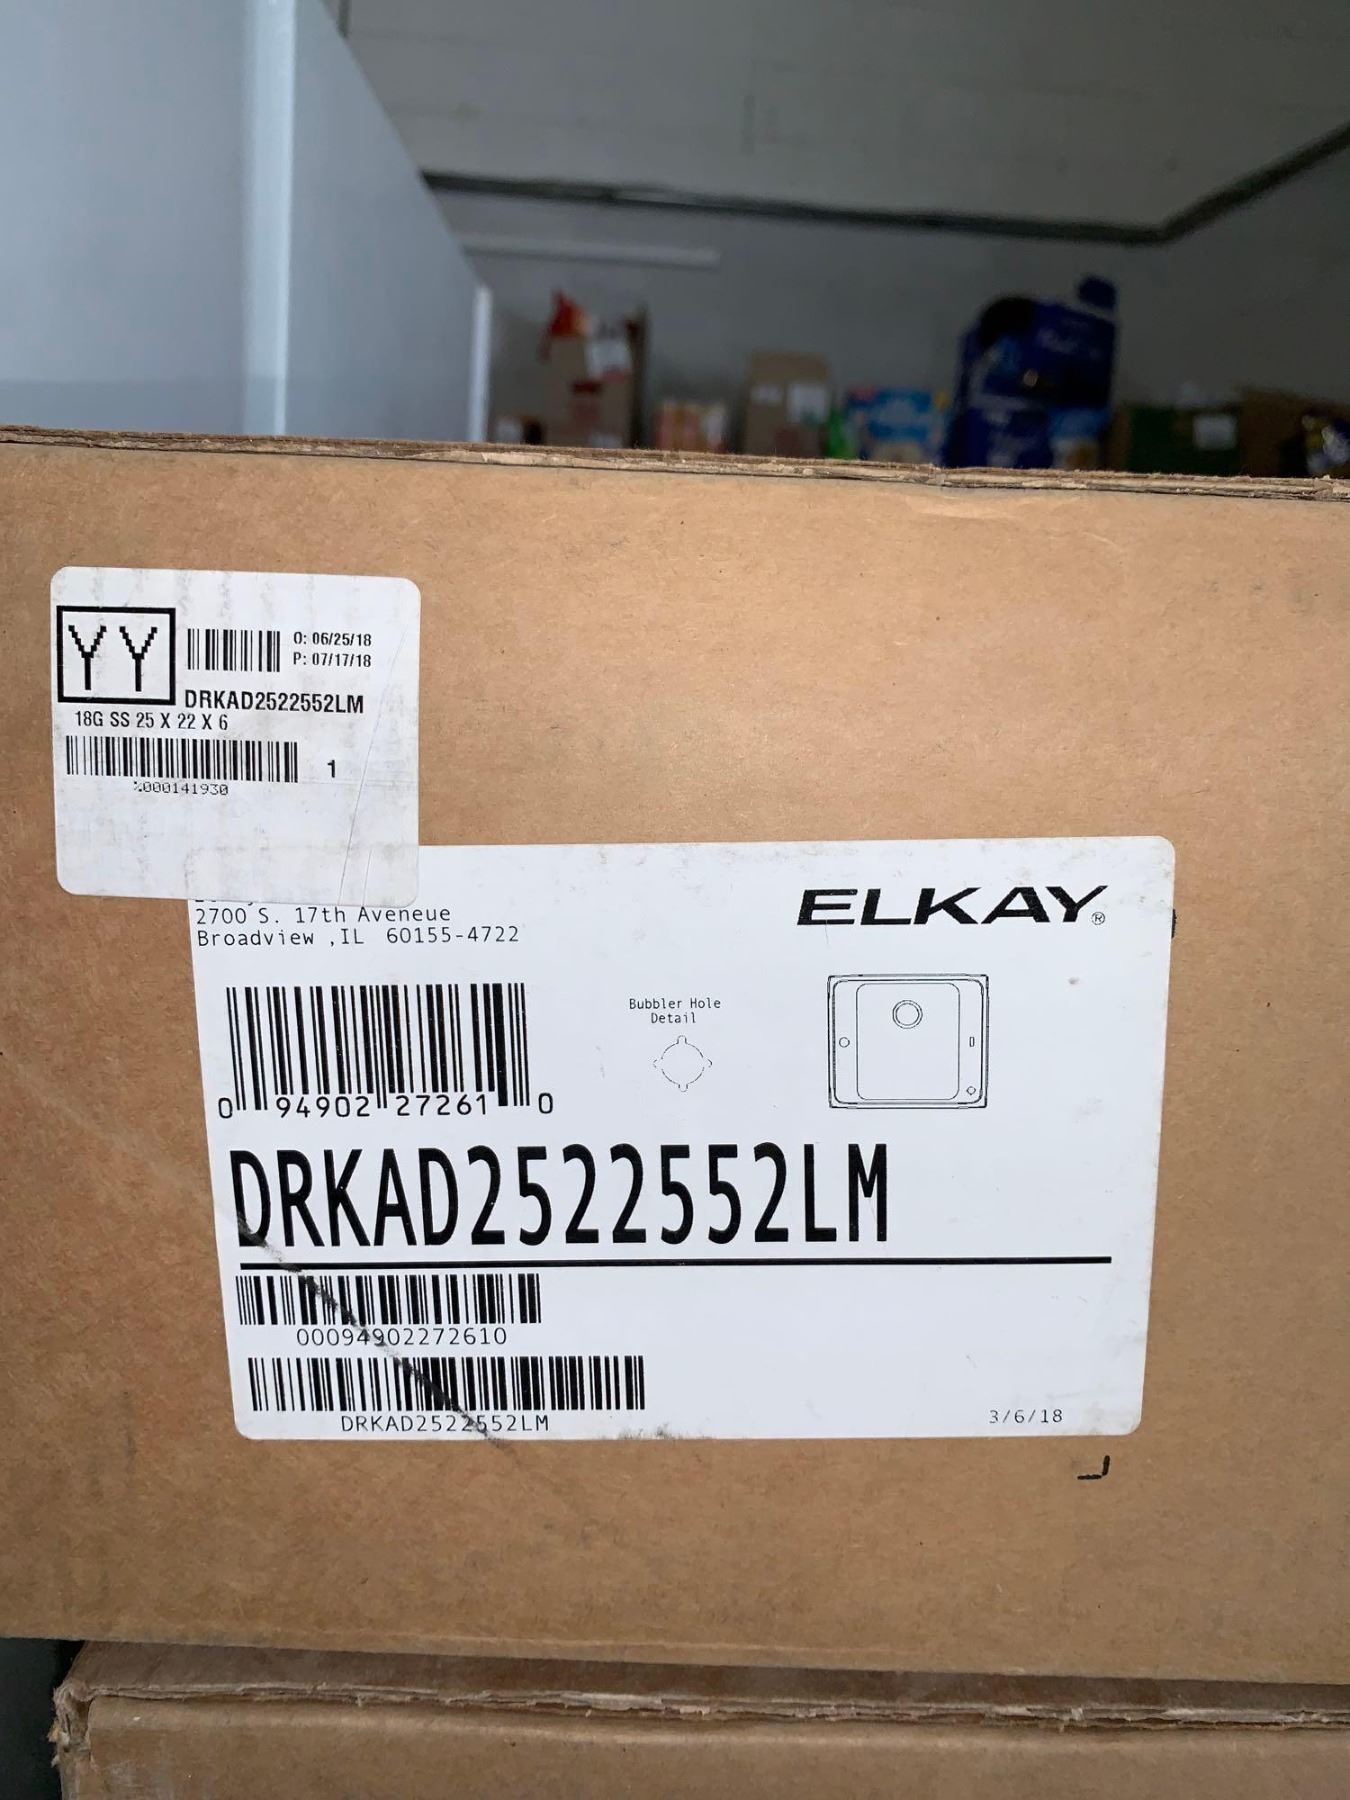 YY
O: 06/25/18
P: 07/17/18
DRKAD2522552LM
18G SS 25 X 22 X 6
1
%000141930
2700 S. 17th Aveneue
Broadview ,IL 60155-4722
ELKAY®
Bubbler Hole
Detail
0 94902 27261 0
DRKAD2522552LM
00094902272610
DRKAD2522552LM
3/6/18